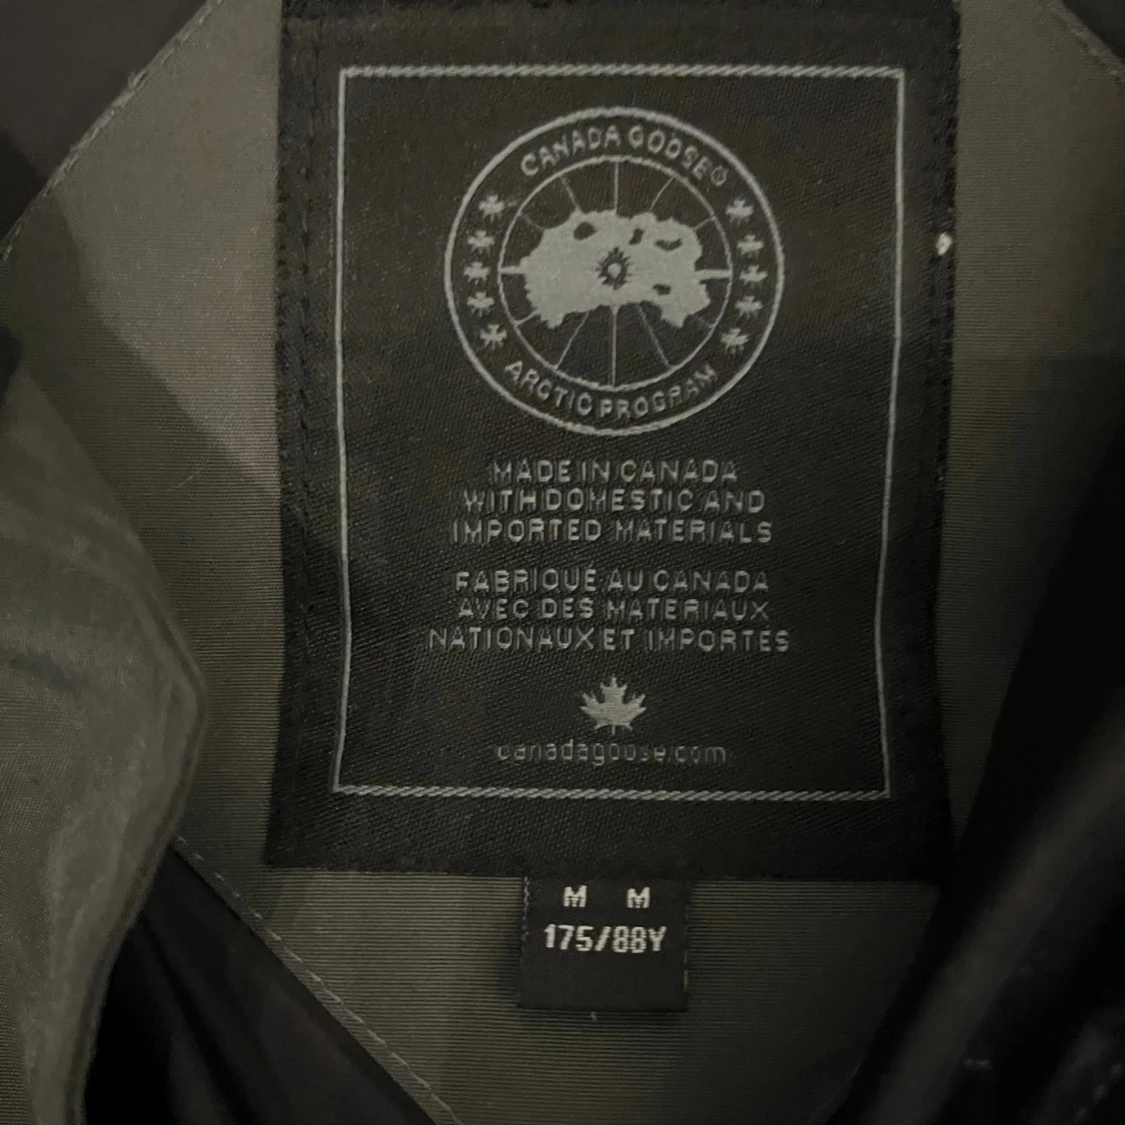 CANADA GOOSE®
ARCTIC PROGRAM
MADE IN CANADA
WITH DOMESTIC AND
IMPORTED MATERIALS
FABRIQUÉ AU CANADA
AVEC DES MATERIAUX
NATIONAUX ET IMPORTES
canadagoose.com
M M
175/88Y